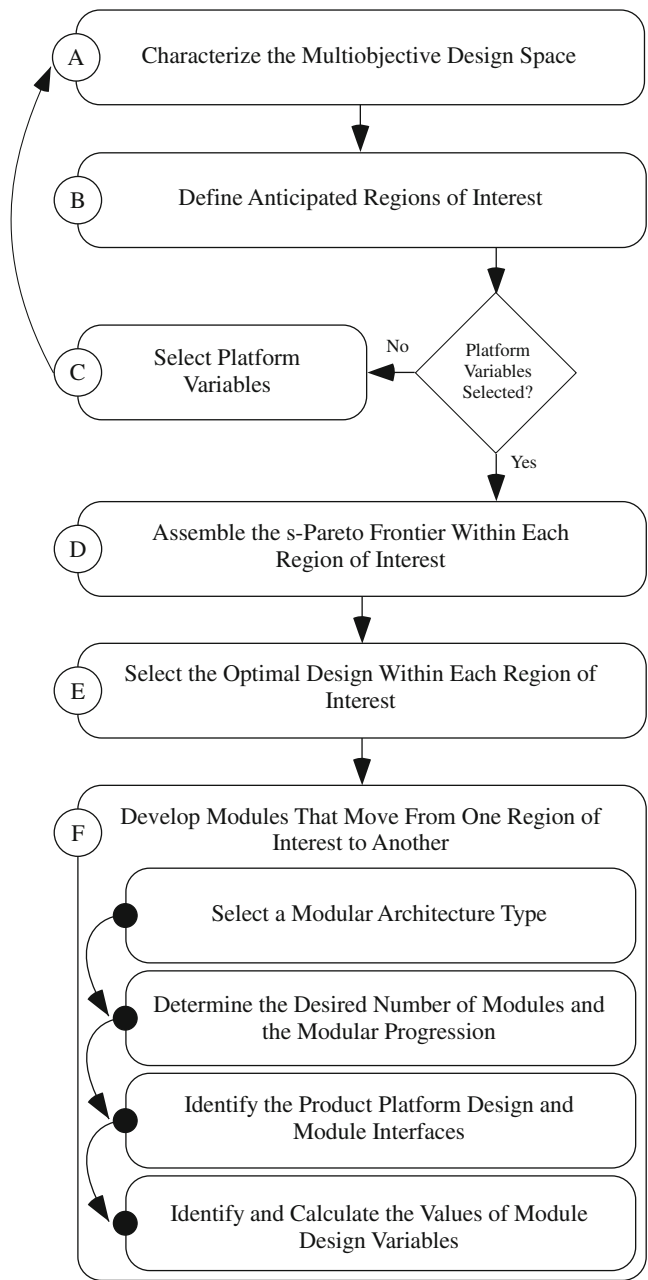 A
Characterize the Multiobjective Design Space
B
Define Anticipated Regions of Interest
C
Select Platform
Variables
No
Platform
Variables
Selected?
Yes
D
Assemble the s-Pareto Frontier Within Each
Region of Interest
E
Select the Optimal Design Within Each Region of
Interest
F
Develop Modules That Move From One Region of
Interest to Another
Select a Modular Architecture Type
Determine the Desired Number of Modules and
the Modular Progression
Identify the Product Platform Design and
Module Interfaces
Identify and Calculate the Values of Module
Design Variables